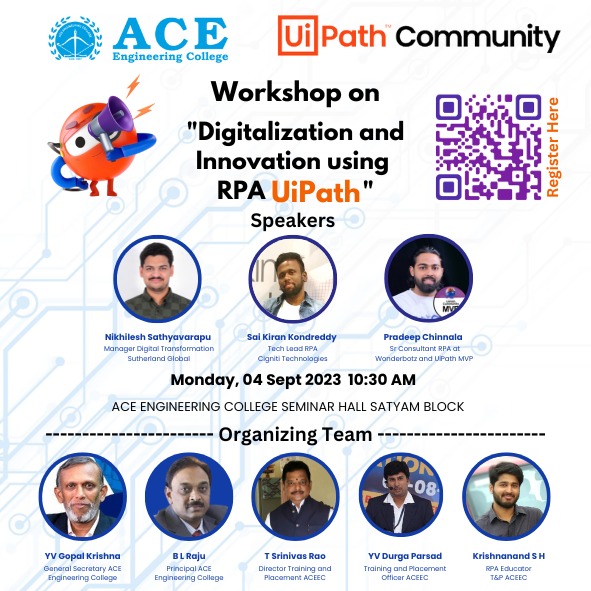 ACE
Engineering College
UiPath™ Community
Workshop on
"Digitalization and
Innovation using
RPA UiPath"
Register Here
Speakers
Nikhilesh Sathyavarapu
Manager Digital Transformation
Sutherland Global
Sai Kiran Kondreddy
Tech Lead RPA
Cigniti Technologies
MVP
Pradeep Chinnala
Sr Consultant RPA at
Wonderbotz and UiPath MVP
Monday, 04 Sept 2023 10:30 AM
ACE ENGINEERING COLLEGE SEMINAR HALL SATYAM BLOCK
----------------------- Organizing Team -----------------------
YV Gopal Krishna
General Secretary ACE
Engineering College
B L Raju
Principal ACE
Engineering College
T Srinivas Rao
Director Training and
Placement ACEEC
YV Durga Parsad
Training and Placement
Officer ACEEC
Krishnanand S H
RPA Educator
T&P ACEEC